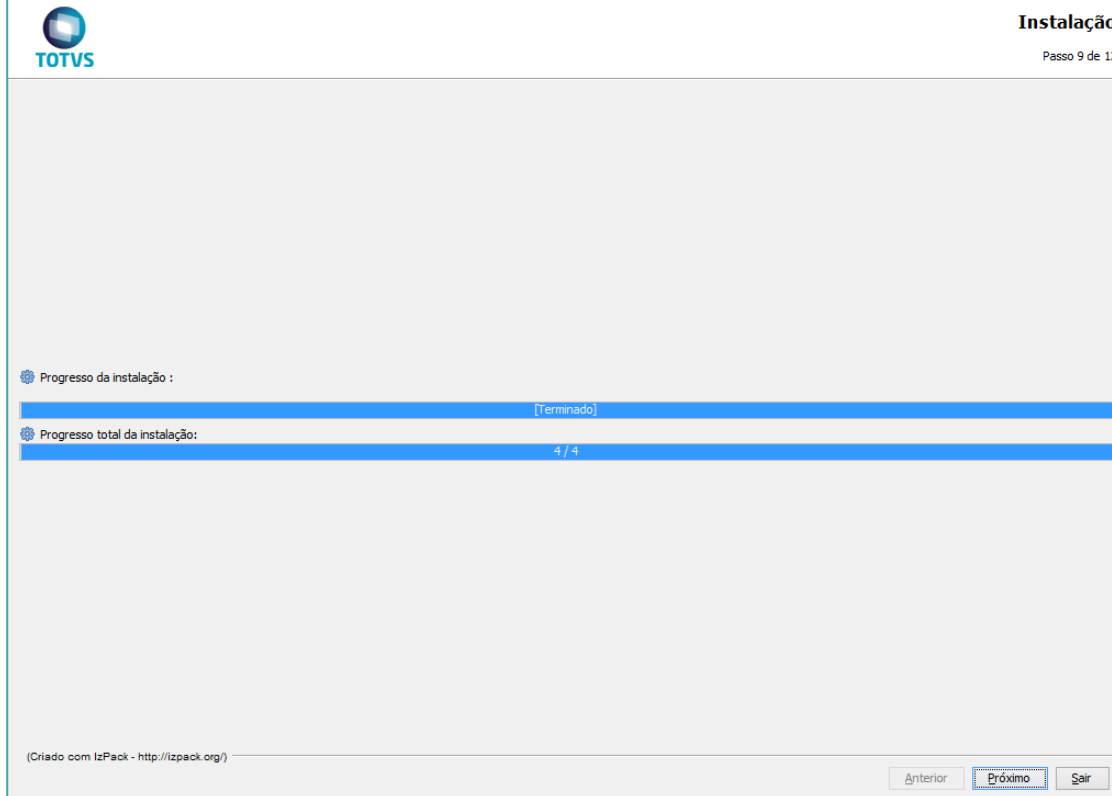 TOTVS
Instalação
Passo 9 de 1
Progresso da instalação :
[Terminado]
Progresso total da instalação:
4 / 4
(Criado com IzPack - http://izpack.org/)
Anterior Próximo Sair